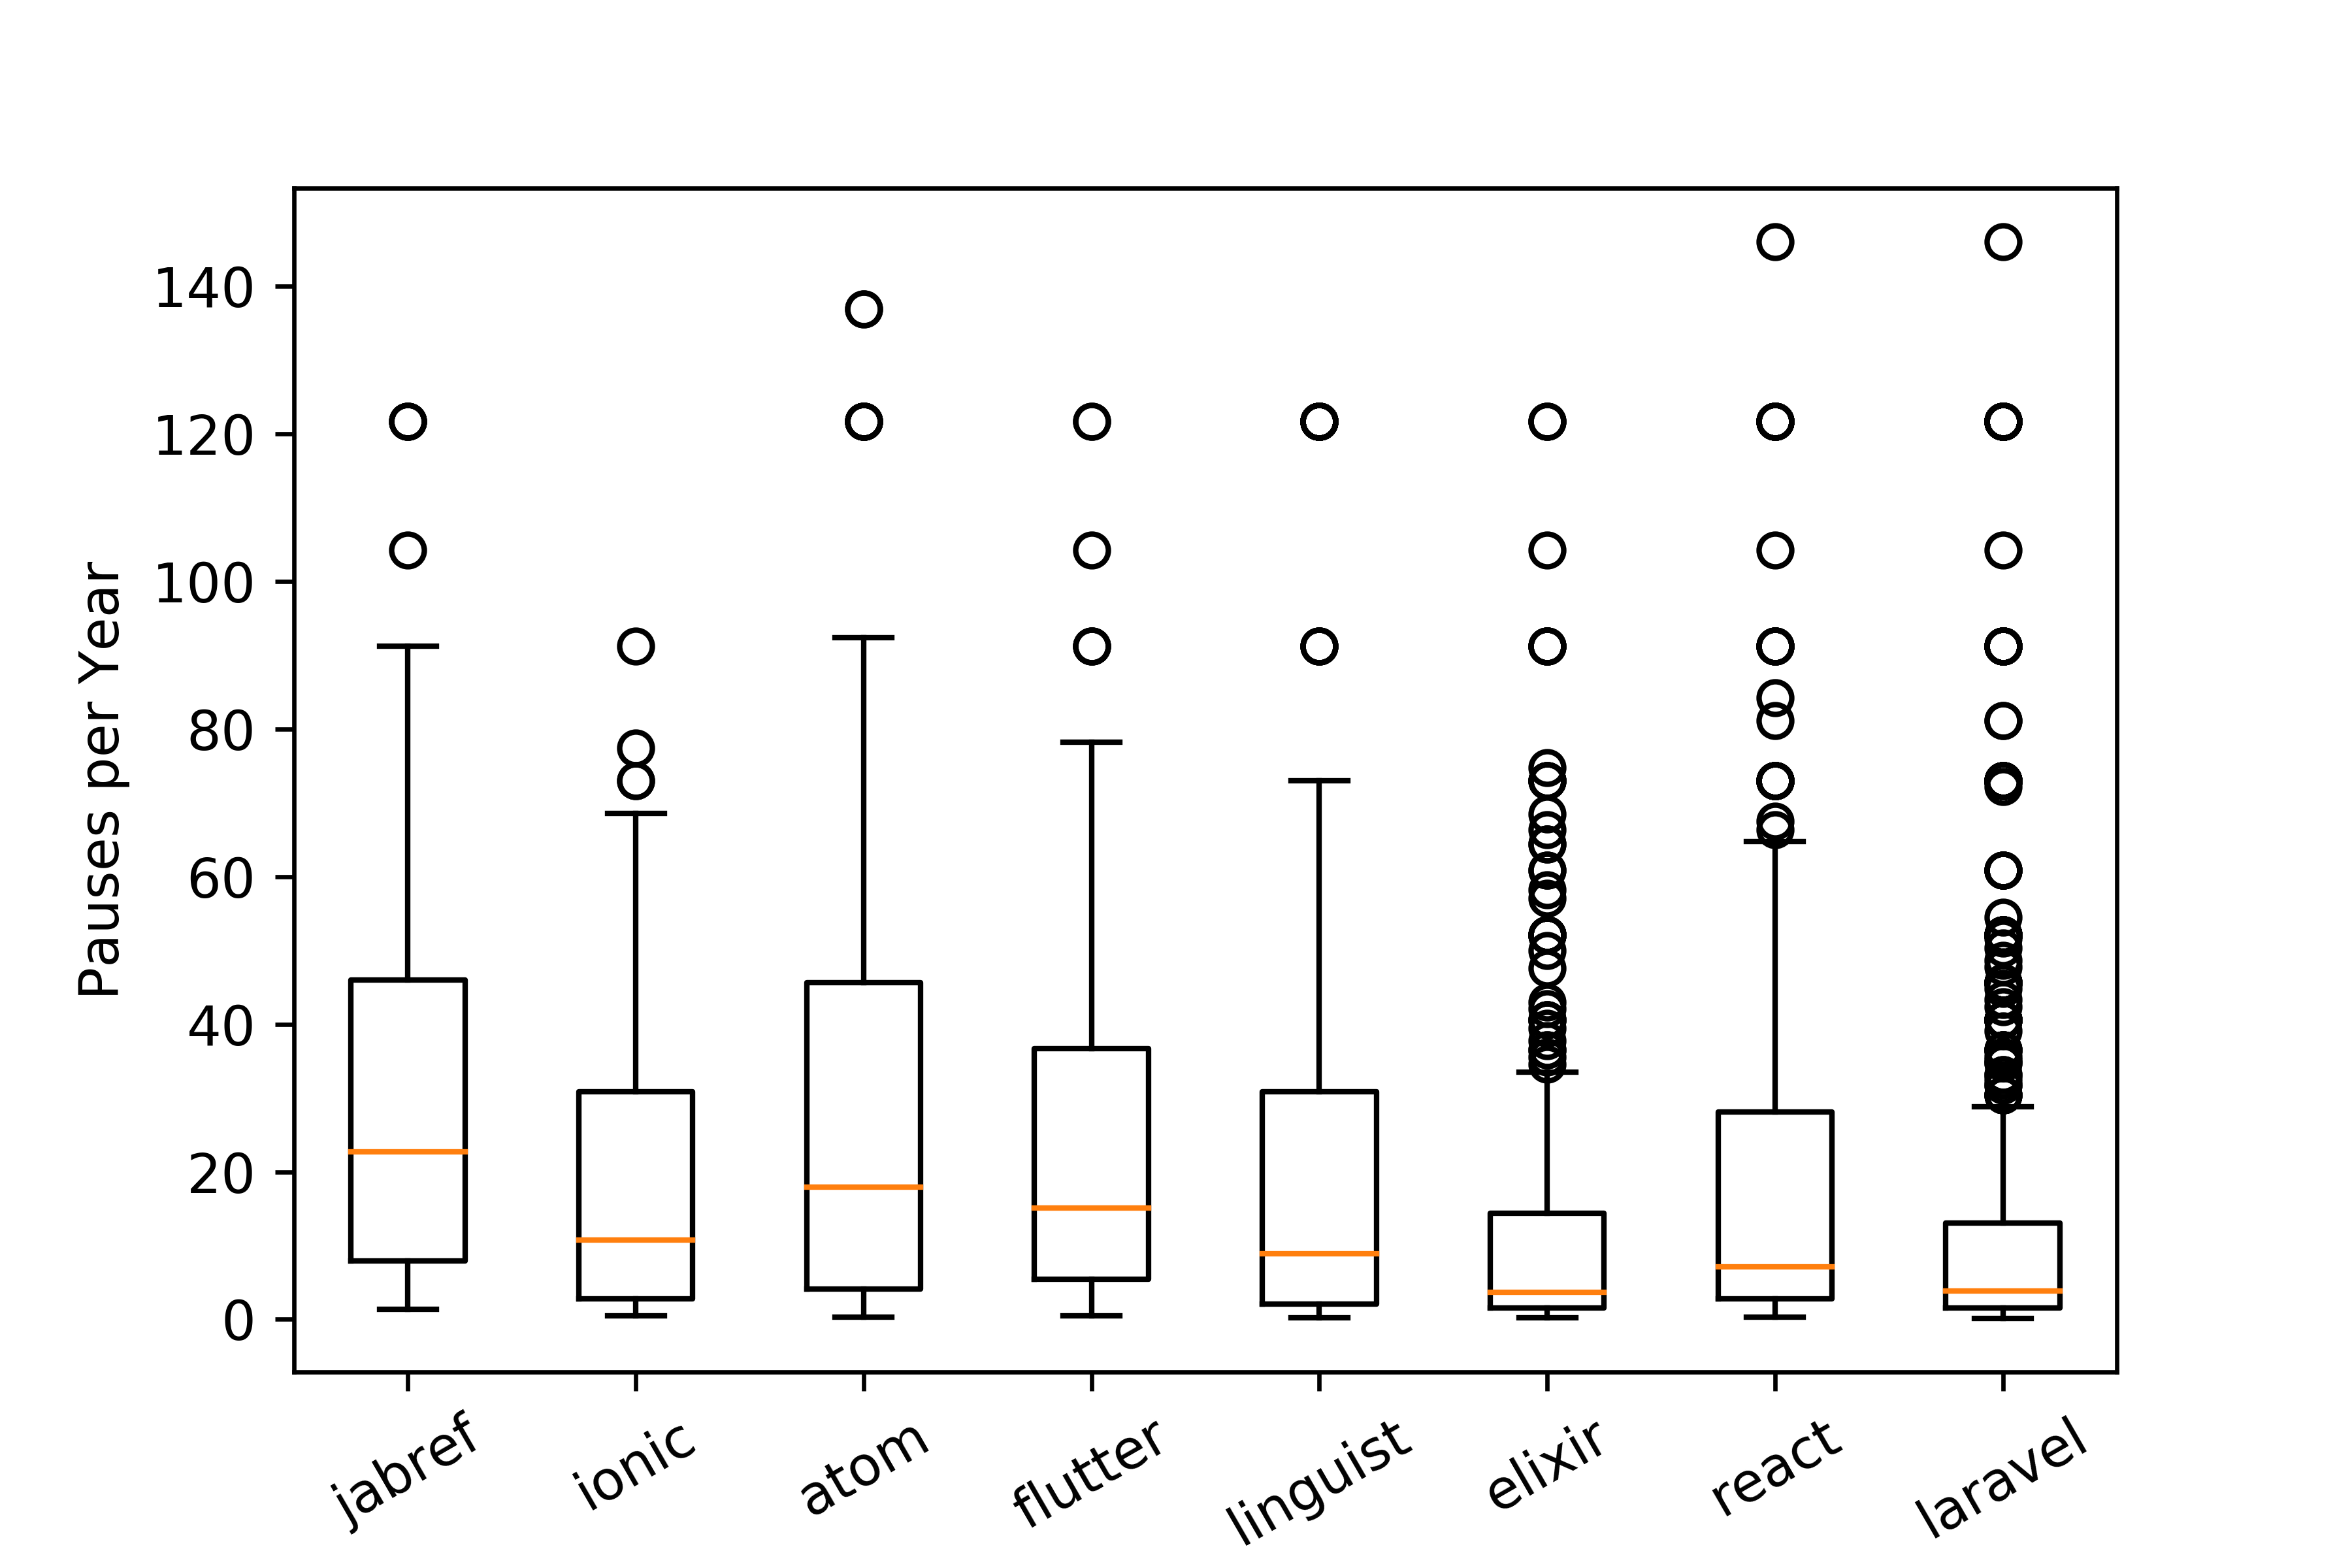 140
120
100
80
60
40
20
0
Pauses per Year
jabref
ionic
atom
flutter
linguist
elixir
react
laravel